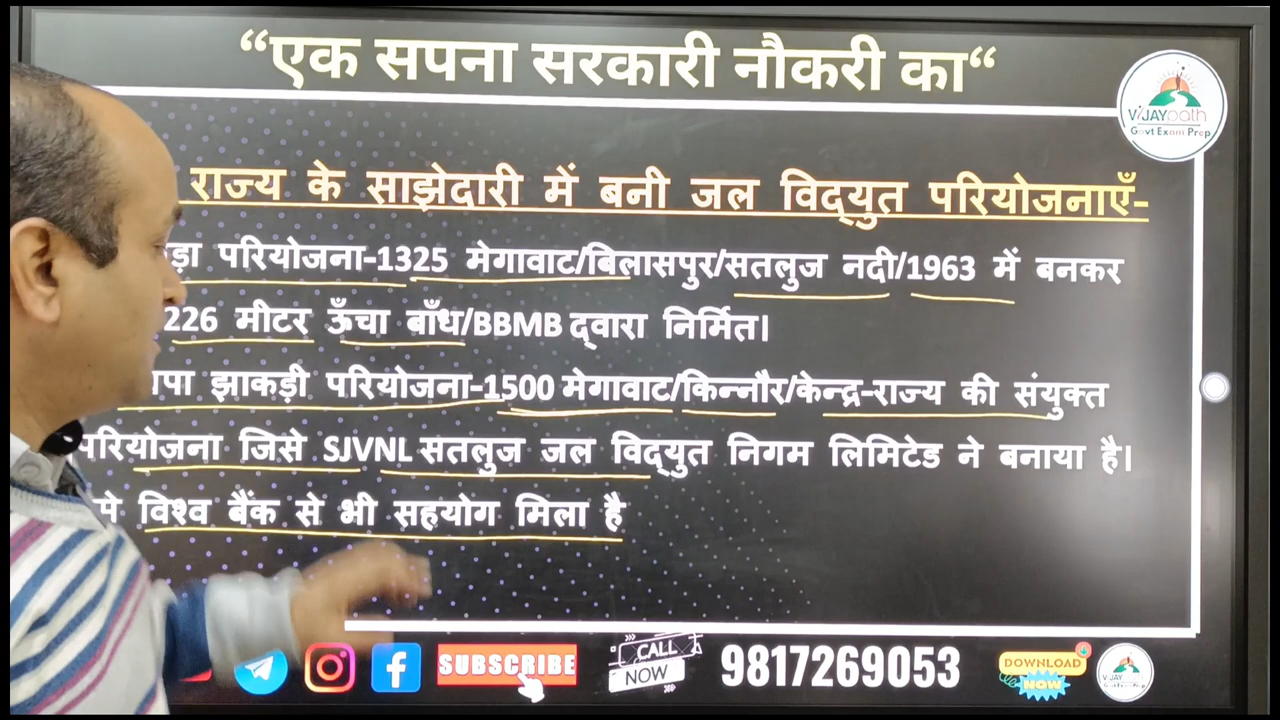 “एक सपना सरकारी नौकरी का“
VIJAYpath
Govt Exam Prep
राज्य के साझेदारी में बनी जल विद्युत परियोजनाएँ-
परियोजना-1325 मेगावाट/बिलासपुर/सतलुज नदी/1963 में बनकर
226 मीटर ऊँचा बाँध/BBMB द्वारा निर्मित।
झाकड़ी परियोजना-1500 मेगावाट/किन्नौर/केन्द्र-राज्य की संयुक्त
परियोजना जिसे SJVNL सतलुज जल विद्युत निगम लिमिटेड ने बनाया है।
विश्व बैंक से भी सहयोग मिला है
SUBSCRIBE
CALL
NOW
9817269053
DOWNLOAD
NOW